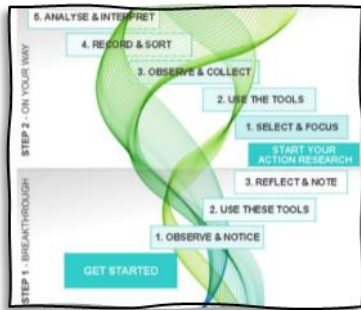 5. ANALYSE & INTERPRET
4. RECORD & SORT
3. OBSERVE & COLLECT
2. USE THE TOOLS
1. SELECT & FOCUS
START YOUR
ACTION RESEARCH
STEP 2 - ON YOUR WAY
3. REFLECT & NOTE
2. USE THESE TOOLS
1. OBSERVE & NOTICE
GET STARTED
STEP 1 - BREAKTHROUGH